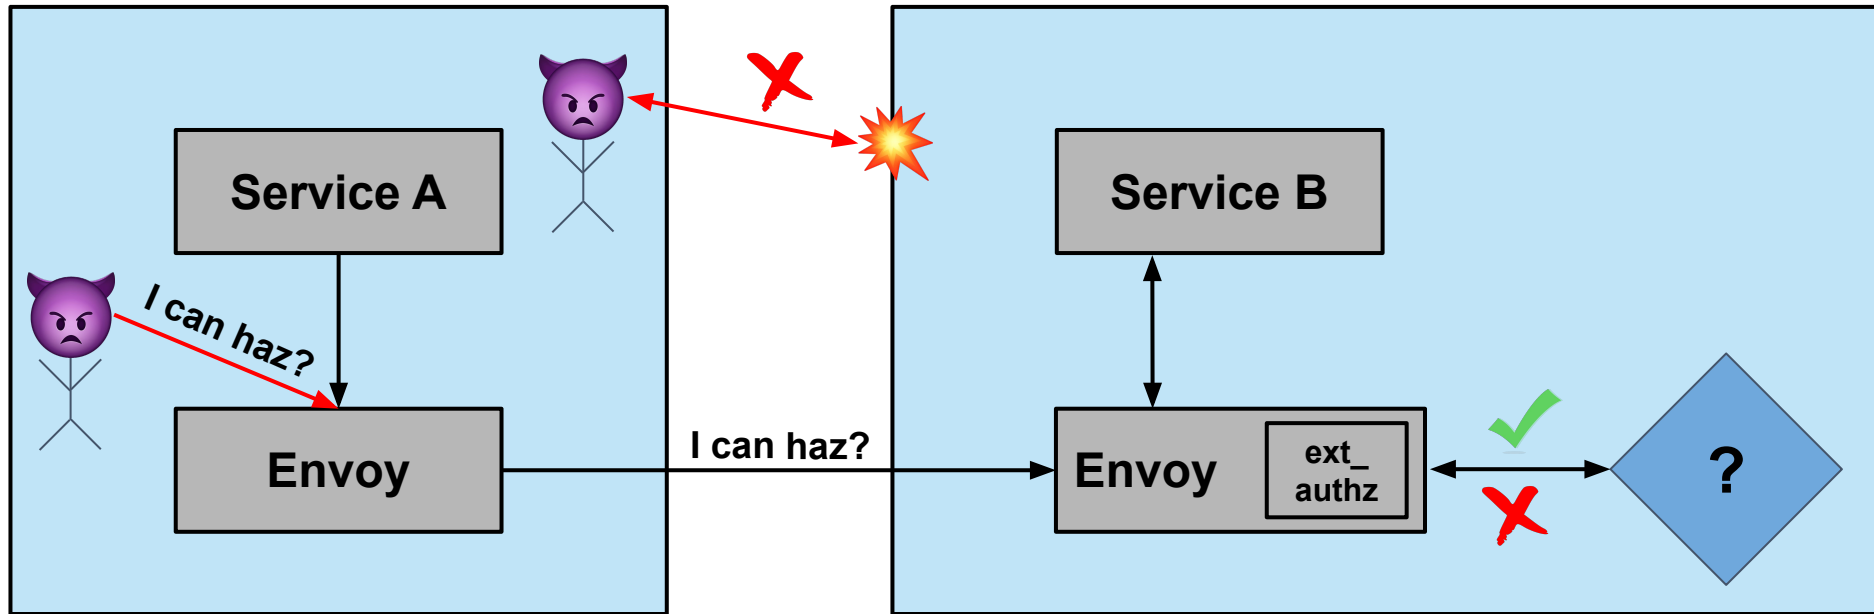 Service A
Service B
I can haz?
Envoy
I can haz?
Envoy
ext_
authz
?